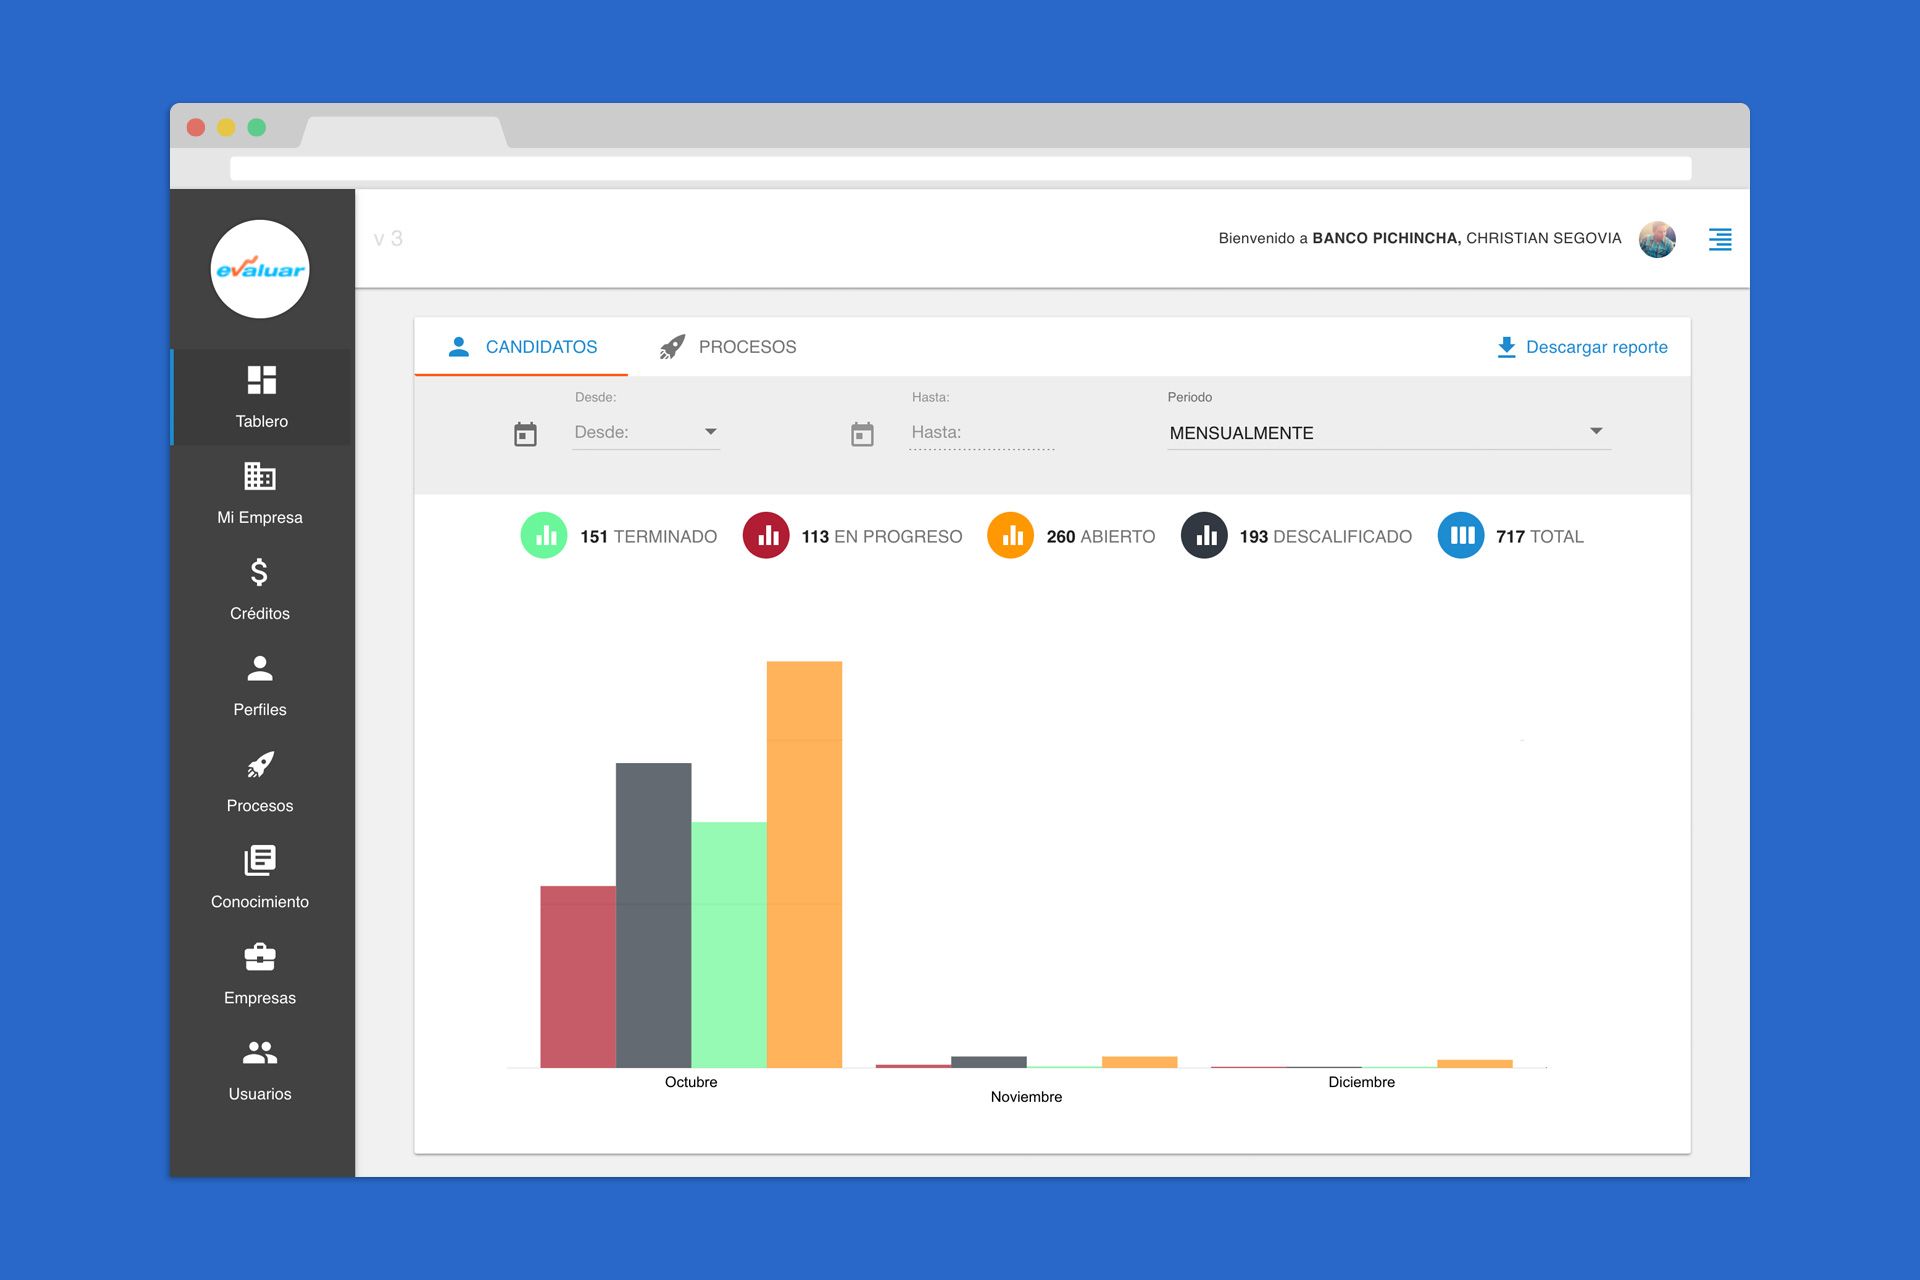 evaluar
v 3
Bienvenido a BANCO PICHINCHA, CHRISTIAN SEGOVIA
Tablero
Mi Empresa
Créditos
Perfiles
Procesos
Conocimiento
Empresas
Usuarios
CANDIDATOS
PROCESOS
Descargar reporte
Desde:
Hasta:
Periodo
Desde:
Hasta:
MENSUALMENTE
151 TERMINADO
113 EN PROGRESO
260 ABIERTO
193 DESCALIFICADO
717 TOTAL
Octubre
Noviembre
Diciembre